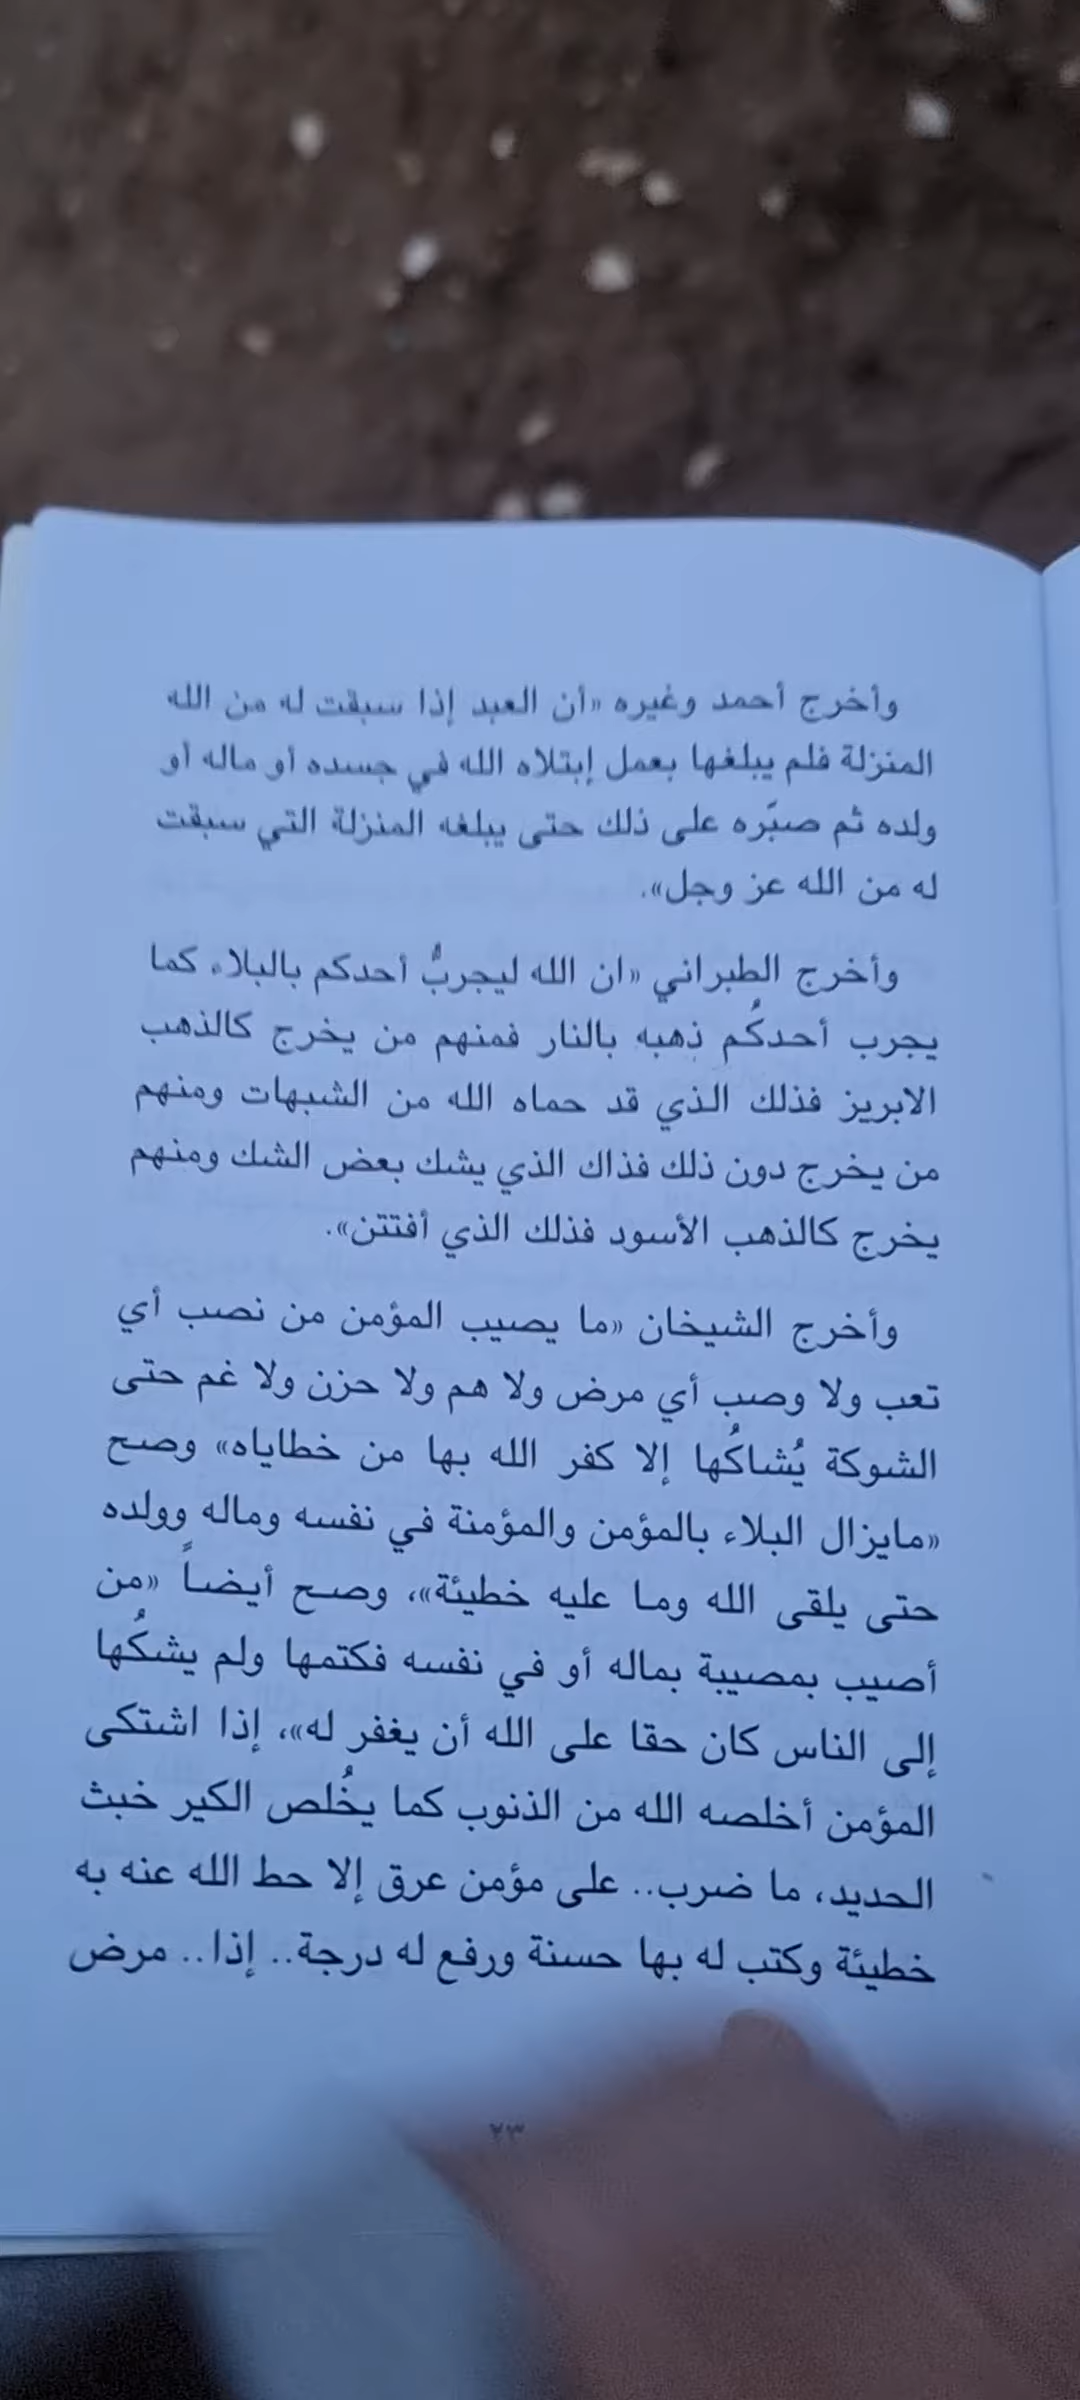 وأخرج أحمد وغيره «أن العبد إذا سبقت له من الله
المنزلة فلم يبلغها بعمل إبتلاه الله في جسده أو ماله أو
ولده ثم صبّره على ذلك حتى يبلغه المنزلة التي سبقت
له من الله عز وجل».
وأخرج الطبراني «ان الله ليجربُّ أحدكم بالبلاء كما
يجرب أحدكُم ذهبه بالنار فمنهم من يخرج كالذهب
الابريز فذلك الذي قد حماه الله من الشبهات ومنهم
من يخرج دون ذلك فذاك الذي يشك بعض الشك ومنهم
يخرج كالذهب الأسود فذلك الذي أفتتن».
وأخرج الشيخان «ما يصيب المؤمن من نصب أي
تعب ولا وصب أي مرض ولا هم ولا حزن ولا غم حتى
الشوكة يُشاكُها إلا كفر الله بها من خطاياه» وصح
«مايزال البلاء بالمؤمن والمؤمنة في نفسه وماله وولده
حتى يلقى الله وما عليه خطيئة»، وصح أيضاً «من
أصيب بمصيبة بماله أو في نفسه فكتمها ولم يشكُها
إلى الناس كان حقا على الله أن يغفر له»، إذا اشتكى
المؤمن أخلصه الله من الذنوب كما يخُلص الكير خبث
الحديد، ما ضرب.. على مؤمن عرق إلا حط الله عنه به
خطيئة وكتب له بها حسنة ورفع له درجة.. إذا.. مرض
٢٣